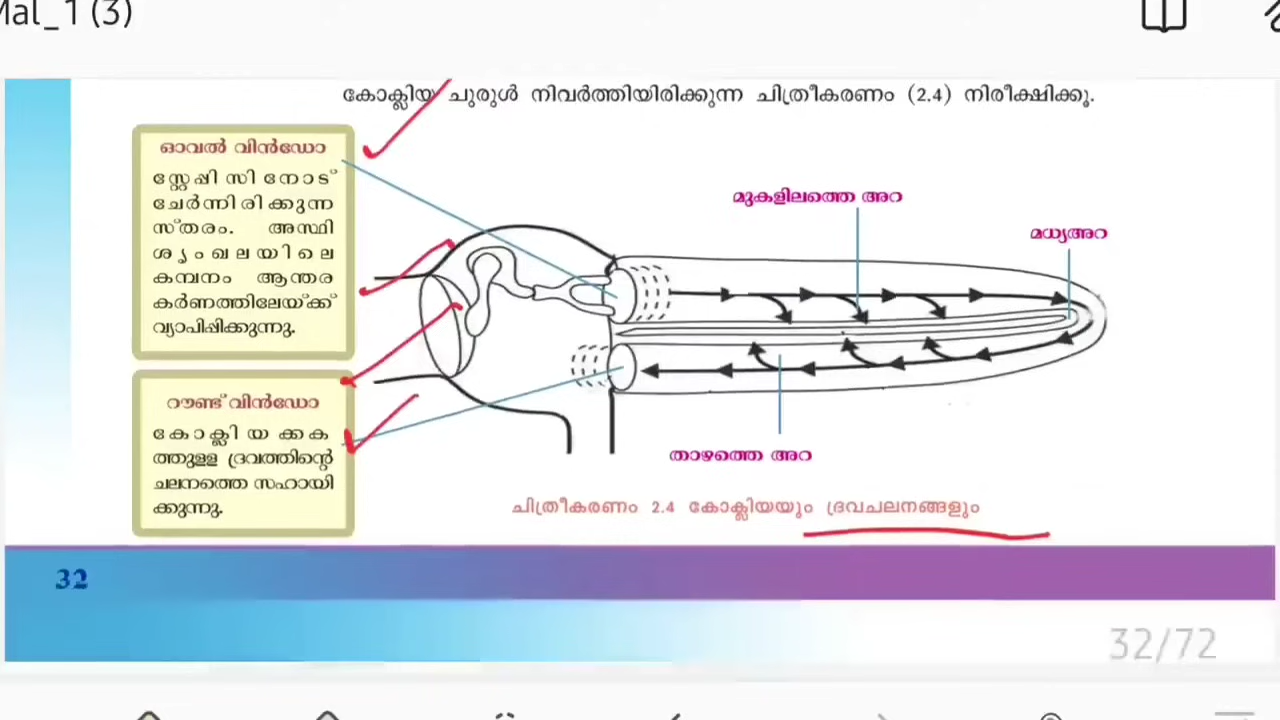 Mal_1 (3)
കോക്ലിയ ചുരുൾ നിവർത്തിയിരിക്കുന്ന ചിത്രീകരണം (2.4) നിരീക്ഷിക്കൂ.
ഓവൽ വിൻഡോ
സ്റ്റേപ്പിസിനോട്
ചേർന്നിരിക്കുന്ന
സ്തരം. അസ്ഥി
ശൃംഖലയിലെ
കമ്പനം ആന്തര
കർണത്തിലേയ്ക്ക്
വ്യാപിപ്പിക്കുന്നു.
മുകളിലത്തെ അറ
മധ്യഅറ
റൗണ്ട് വിൻഡോ
കോക്ലിയക്കക
ത്തുള്ള ദ്രവത്തിന്റെ
ചലനത്തെ സഹായി
ക്കുന്നു.
താഴത്തെ അറ
ചിത്രീകരണം 2.4 കോക്ലിയയും ദ്രവചലനങ്ങളും
32
32/72